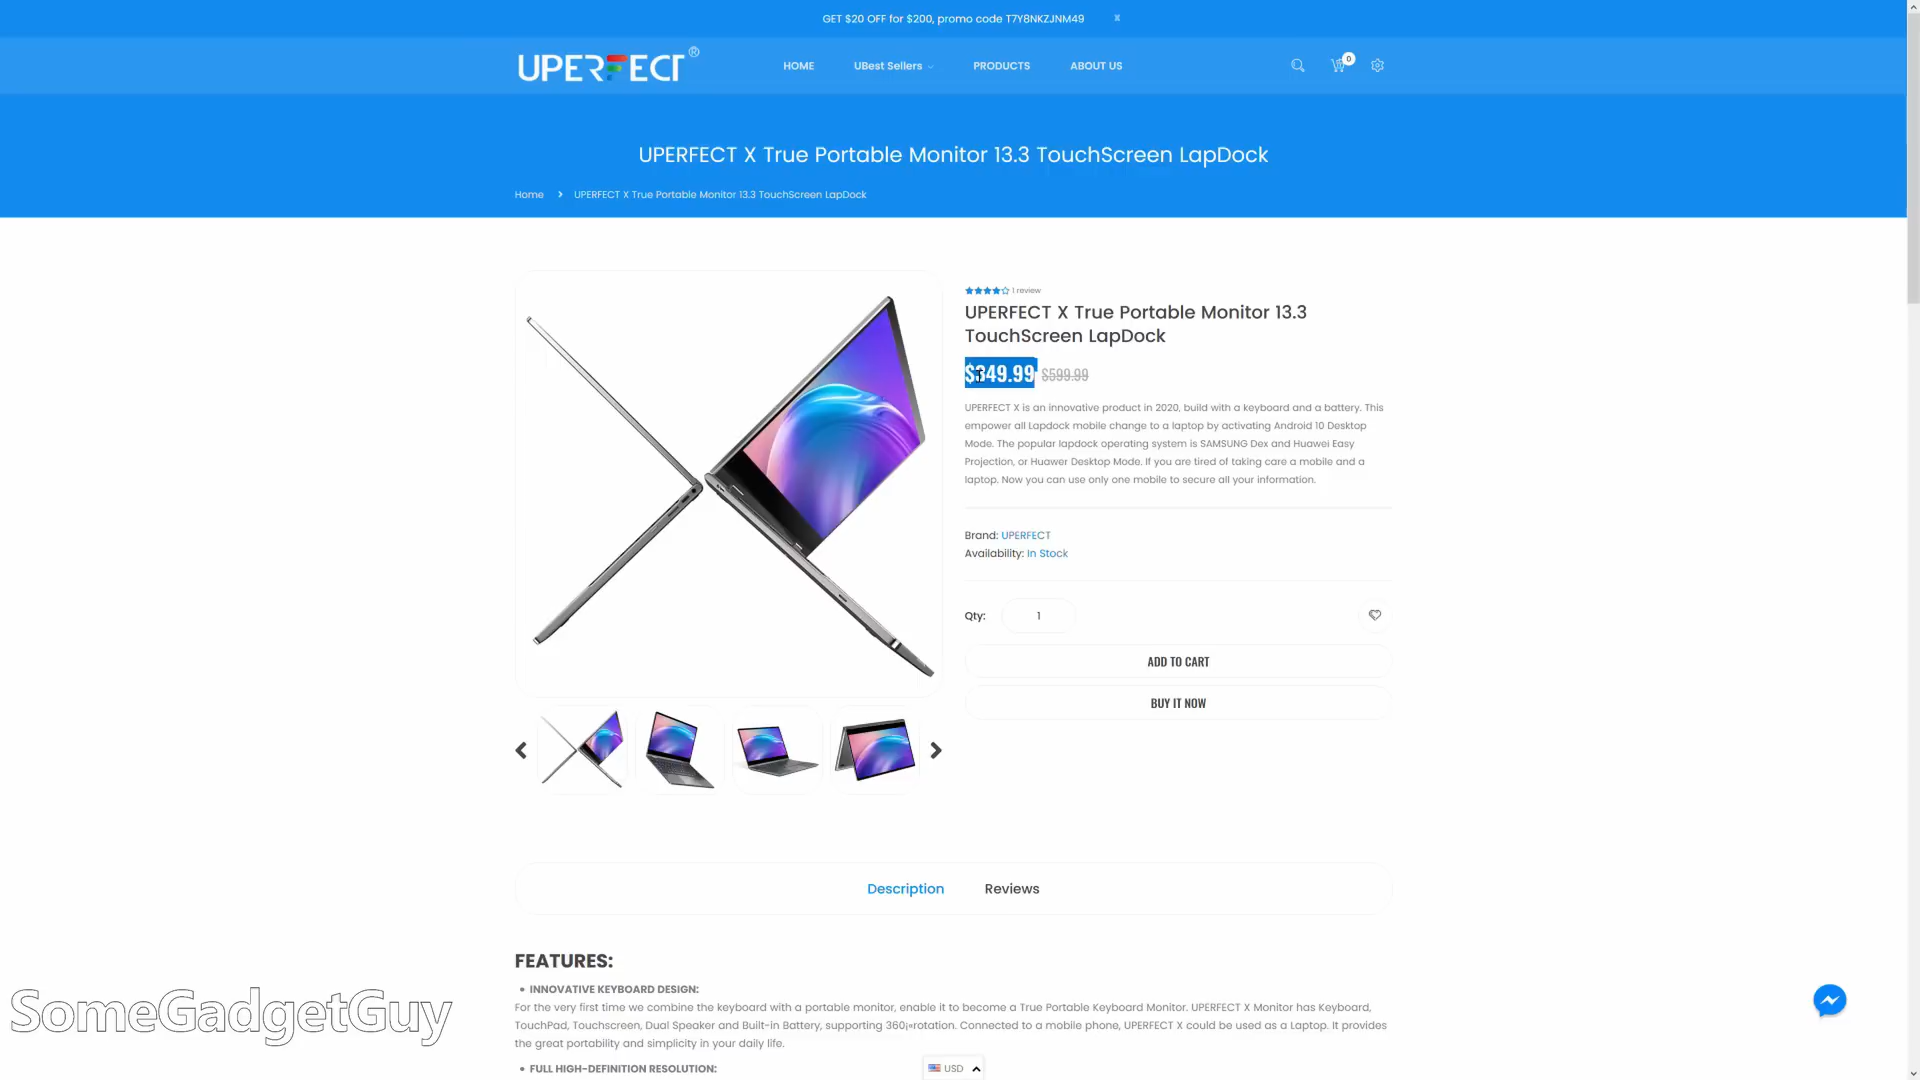 GET $20 OFF for $200, promo code T7Y8NKZJNM49 x
UPERFECT®
HOME UBest Sellers PRODUCTS ABOUT US 0
UPERFECT X True Portable Monitor 13.3 TouchScreen LapDock
Home > UPERFECT X True Portable Monitor 13.3 TouchScreen LapDock
1 review
UPERFECT X True Portable Monitor 13.3
TouchScreen LapDock
$349.99 $599.99
UPERFECT X is an innovative product in 2020, build with a keyboard and a battery. This
empower all Lapdock mobile change to a laptop by activating Android 10 Desktop
Mode. The popular lapdock operating system is SAMSUNG Dex and Huawei Easy
Projection, or Huawer Desktop Mode. If you are tired of taking care a mobile and a
laptop. Now you can use only one mobile to secure all your information.
Brand: UPERFECT
Availability: In Stock
Qty: 1
ADD TO CART
BUY IT NOW
Description Reviews
FEATURES:
• INNOVATIVE KEYBOARD DESIGN:
For the very first time we combine the keyboard with a portable monitor, enable it to become a True Portable Keyboard Monitor. UPERFECT X Monitor has Keyboard,
TouchPad, Touchscreen, Dual Speaker and Built-in Battery, supporting 360¡«rotation. Connected to a mobile phone, UPERFECT X could be used as a Laptop. It provides
the great portability and simplicity in your daily life.
• FULL HIGH-DEFINITION RESOLUTION:
USD
SomeGadgetGuy